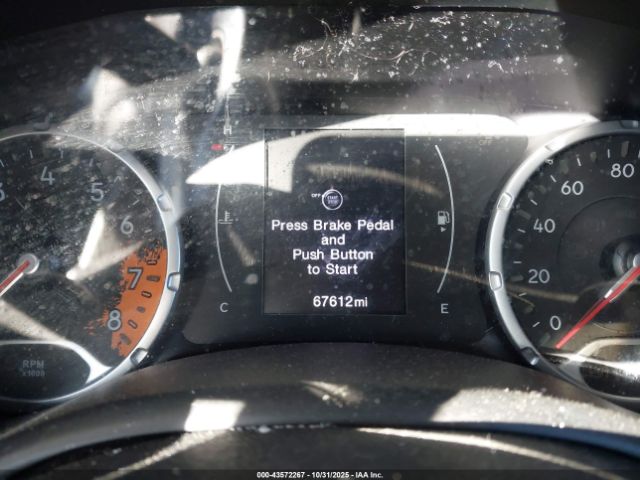 3
4
5
6
7
8
RPM
x1000
H
C
OFF
START
STOP
Press Brake Pedal
and
Push Button
to Start
67612mi
E
0
20
40
60
80
000-43572267 - 10/31/2025 - IAA Inc.